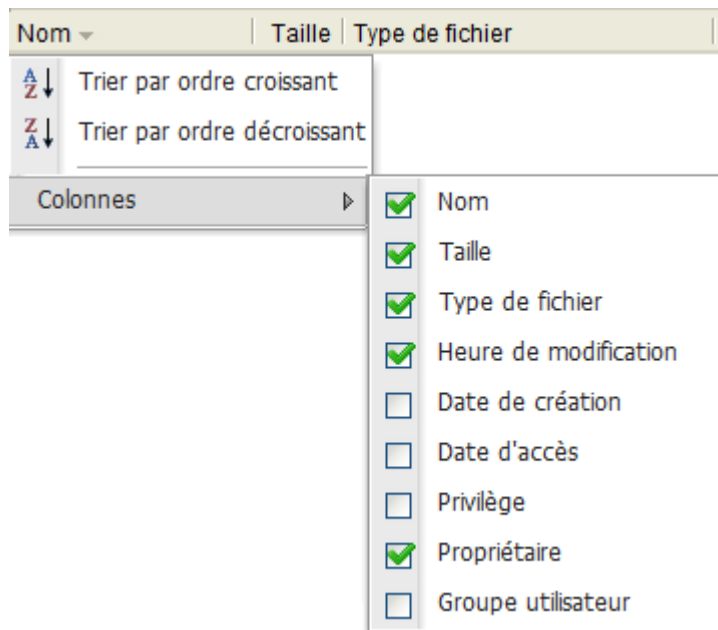 Nom Taille Type de fichier
Trier par ordre croissant
Trier par ordre décroissant
Colonnes
Nom
Taille
Type de fichier
Heure de modification
Date de création
Date d'accès
Privilège
Propriétaire
Groupe utilisateur